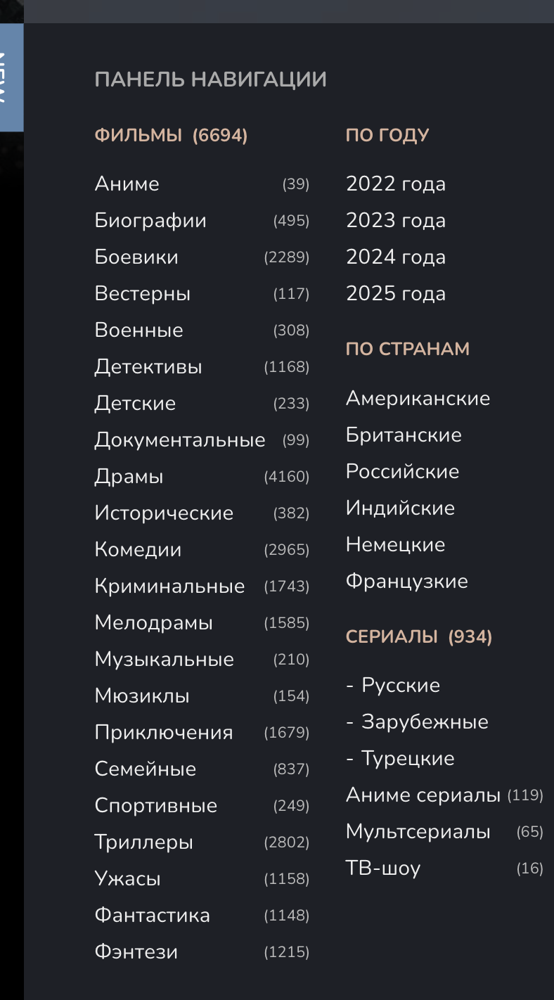 NEW
ПАНЕЛЬ НАВИГАЦИИ
ФИЛЬМЫ (6694)
Аниме (39)
Биографии (495)
Боевики (2289)
Вестерны (117)
Военные (308)
Детективы (1168)
Детские (233)
Документальные (99)
Драмы (4160)
Исторические (382)
Комедии (2965)
Криминальные (1743)
Мелодрамы (1585)
Музыкальные (210)
Мюзиклы (154)
Приключения (1679)
Семейные (837)
Спортивные (249)
Триллеры (2802)
Ужасы (1158)
Фантастика (1148)
Фэнтези (1215)
ПО ГОДУ
2022 года
2023 года
2024 года
2025 года
ПО СТРАНАМ
Американские
Британские
Российские
Индийские
Немецкие
Французкие
СЕРИАЛЫ (934)
- Русские
- Зарубежные
- Турецкие
Аниме сериалы (119)
Мультсериалы (65)
ТВ-шоу (16)